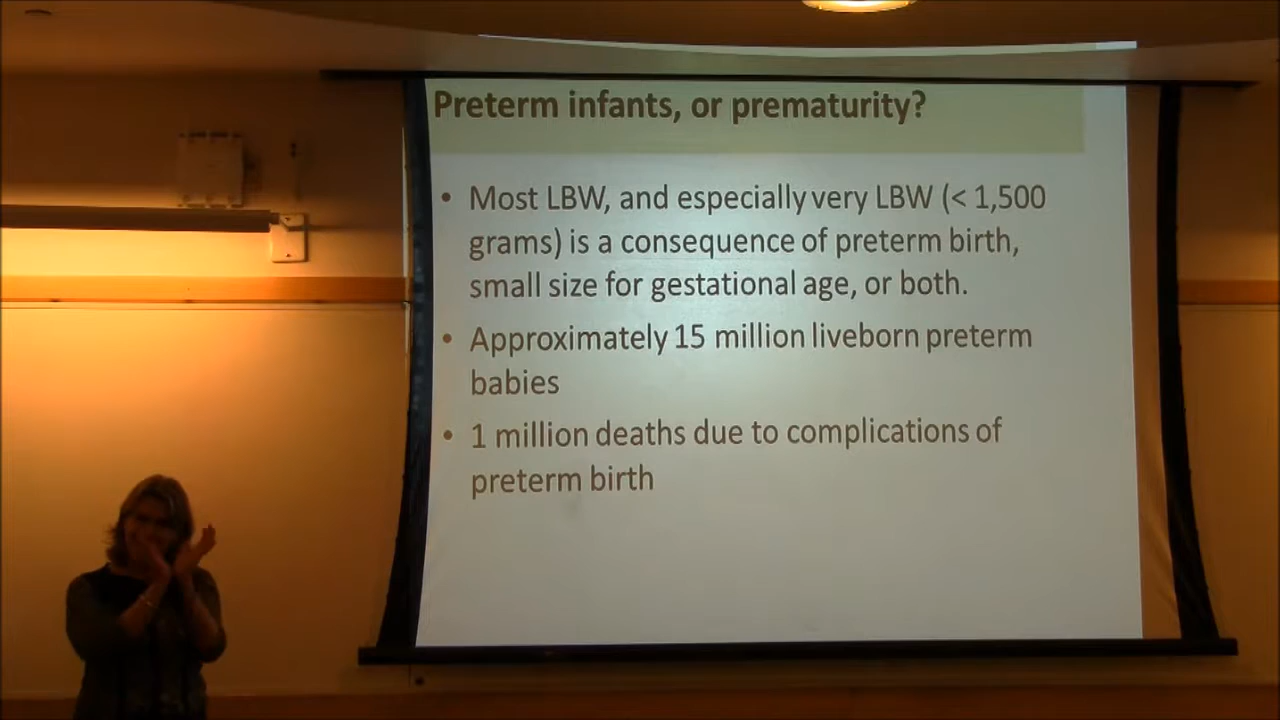 Preterm infants, or prematurity?
• Most LBW, and especially very LBW (< 1,500
grams) is a consequence of preterm birth,
small size for gestational age, or both.
• Approximately 15 million liveborn preterm
babies
• 1 million deaths due to complications of
preterm birth